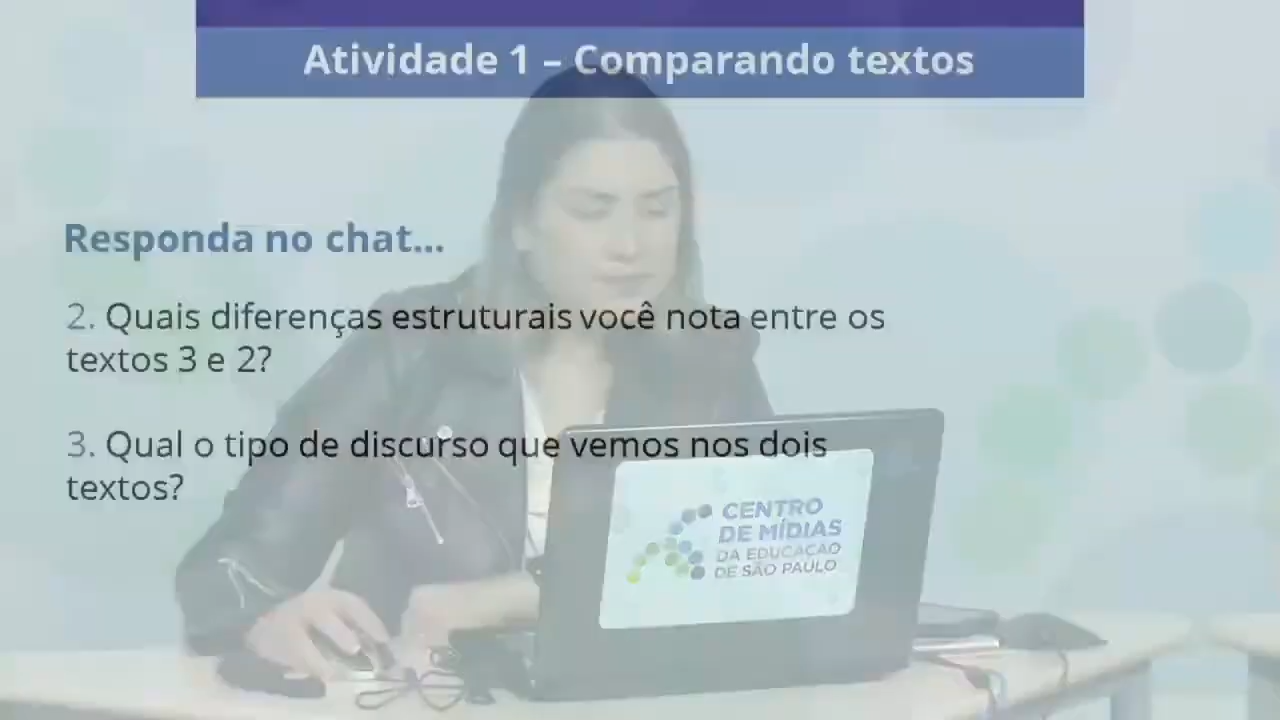 Atividade 1 – Comparando textos
Responda no chat...
2. Quais diferenças estruturais você nota entre os
textos 3 e 2?
3. Qual o tipo de discurso que vemos nos dois
textos?
CENTRO
DE MÍDIAS
DA EDUCAÇÃO
DE SÃO PAULO